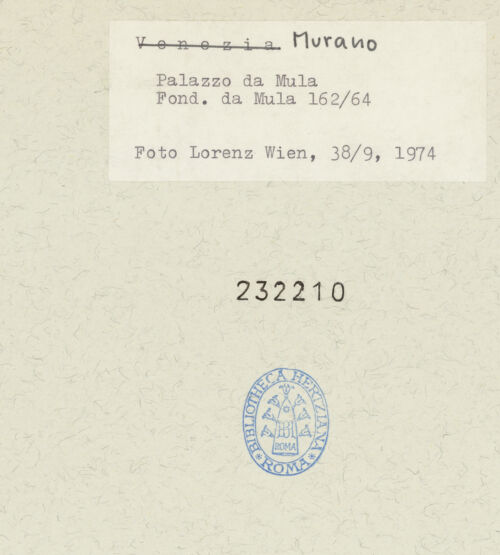 Venezia Murano
Palazzo da Mula
Fond. da Mula 162/64
Foto Lorenz Wien, 38/9, 1974
232210
BIBLIOTHECA HERTZIANA
ROMA
BH
ROMA